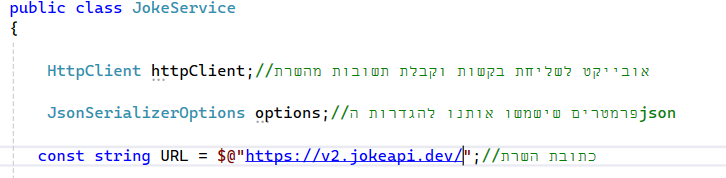 public class JokeService
{
HttpClient httpClient;//אובייקט לשליחת בקשות וקבלת תשובות מהשרת
JsonSerializerOptions options;//פרמטרים שישמשו אותנו להגדרות הjson
const string URL = $@"https://v2.jokeapi.dev/";//כתובת השרת